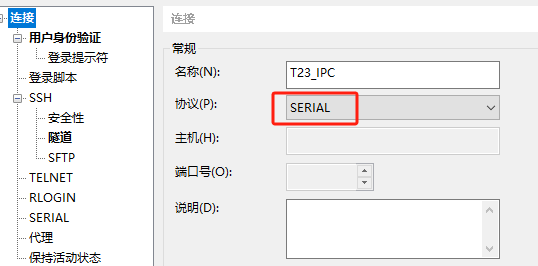 连接
用户身份验证
登录提示符
登录脚本
SSH
安全性
隧道
SFTP
TELNET
RLOGIN
SERIAL
代理
保持活动状态
连接
常规
名称(N):
T23_IPC
协议(P):
SERIAL
主机(H):
端口号(O):
说明(D):